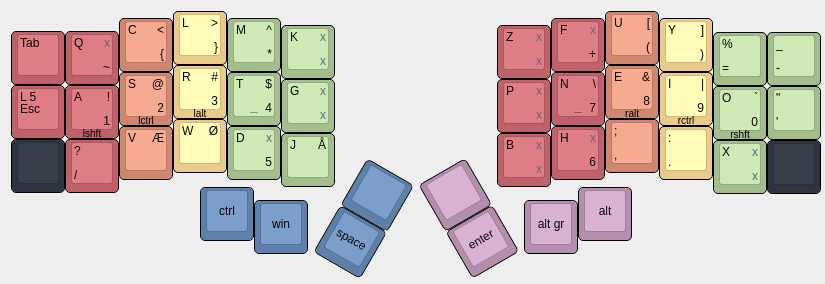 Tab
Q x
~
C <
{
L >
}
M ^
*
K x
x
Z x
x
F x
+
U [
(
Y ]
)
%
=
_
-
L 5
Esc
A !
1
lshft
S @
2
lctrl
R #
3
lalt
T $
_ 4
G x
x
P x
x
N \
_ 7
E &
8
ralt
I |
9
rctrl
O `
0
rshft
"
'
?
/
V Æ
W Ø
D x
5
J Å
B x
x
H x
6
;
,
:
.
X x
x
ctrl
win
space
enter
alt gr
alt